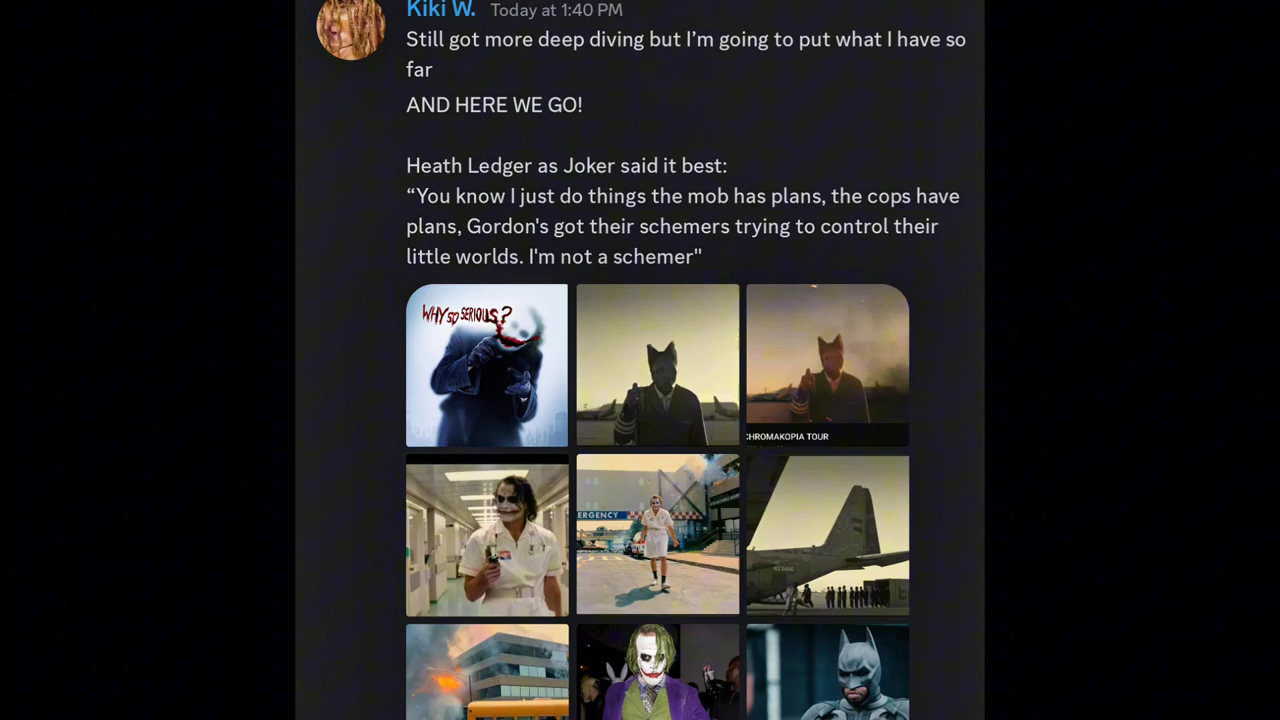 Kiki W. Today at 1:40 PM
Still got more deep diving but I’m going to put what I have so
far
AND HERE WE GO!
Heath Ledger as Joker said it best:
“You know I just do things the mob has plans, the cops have
plans, Gordon's got their schemers trying to control their
little worlds. I'm not a schemer"
WHY SO SERIOUS?
CHROMAKOPIA TOUR
ERGENCY